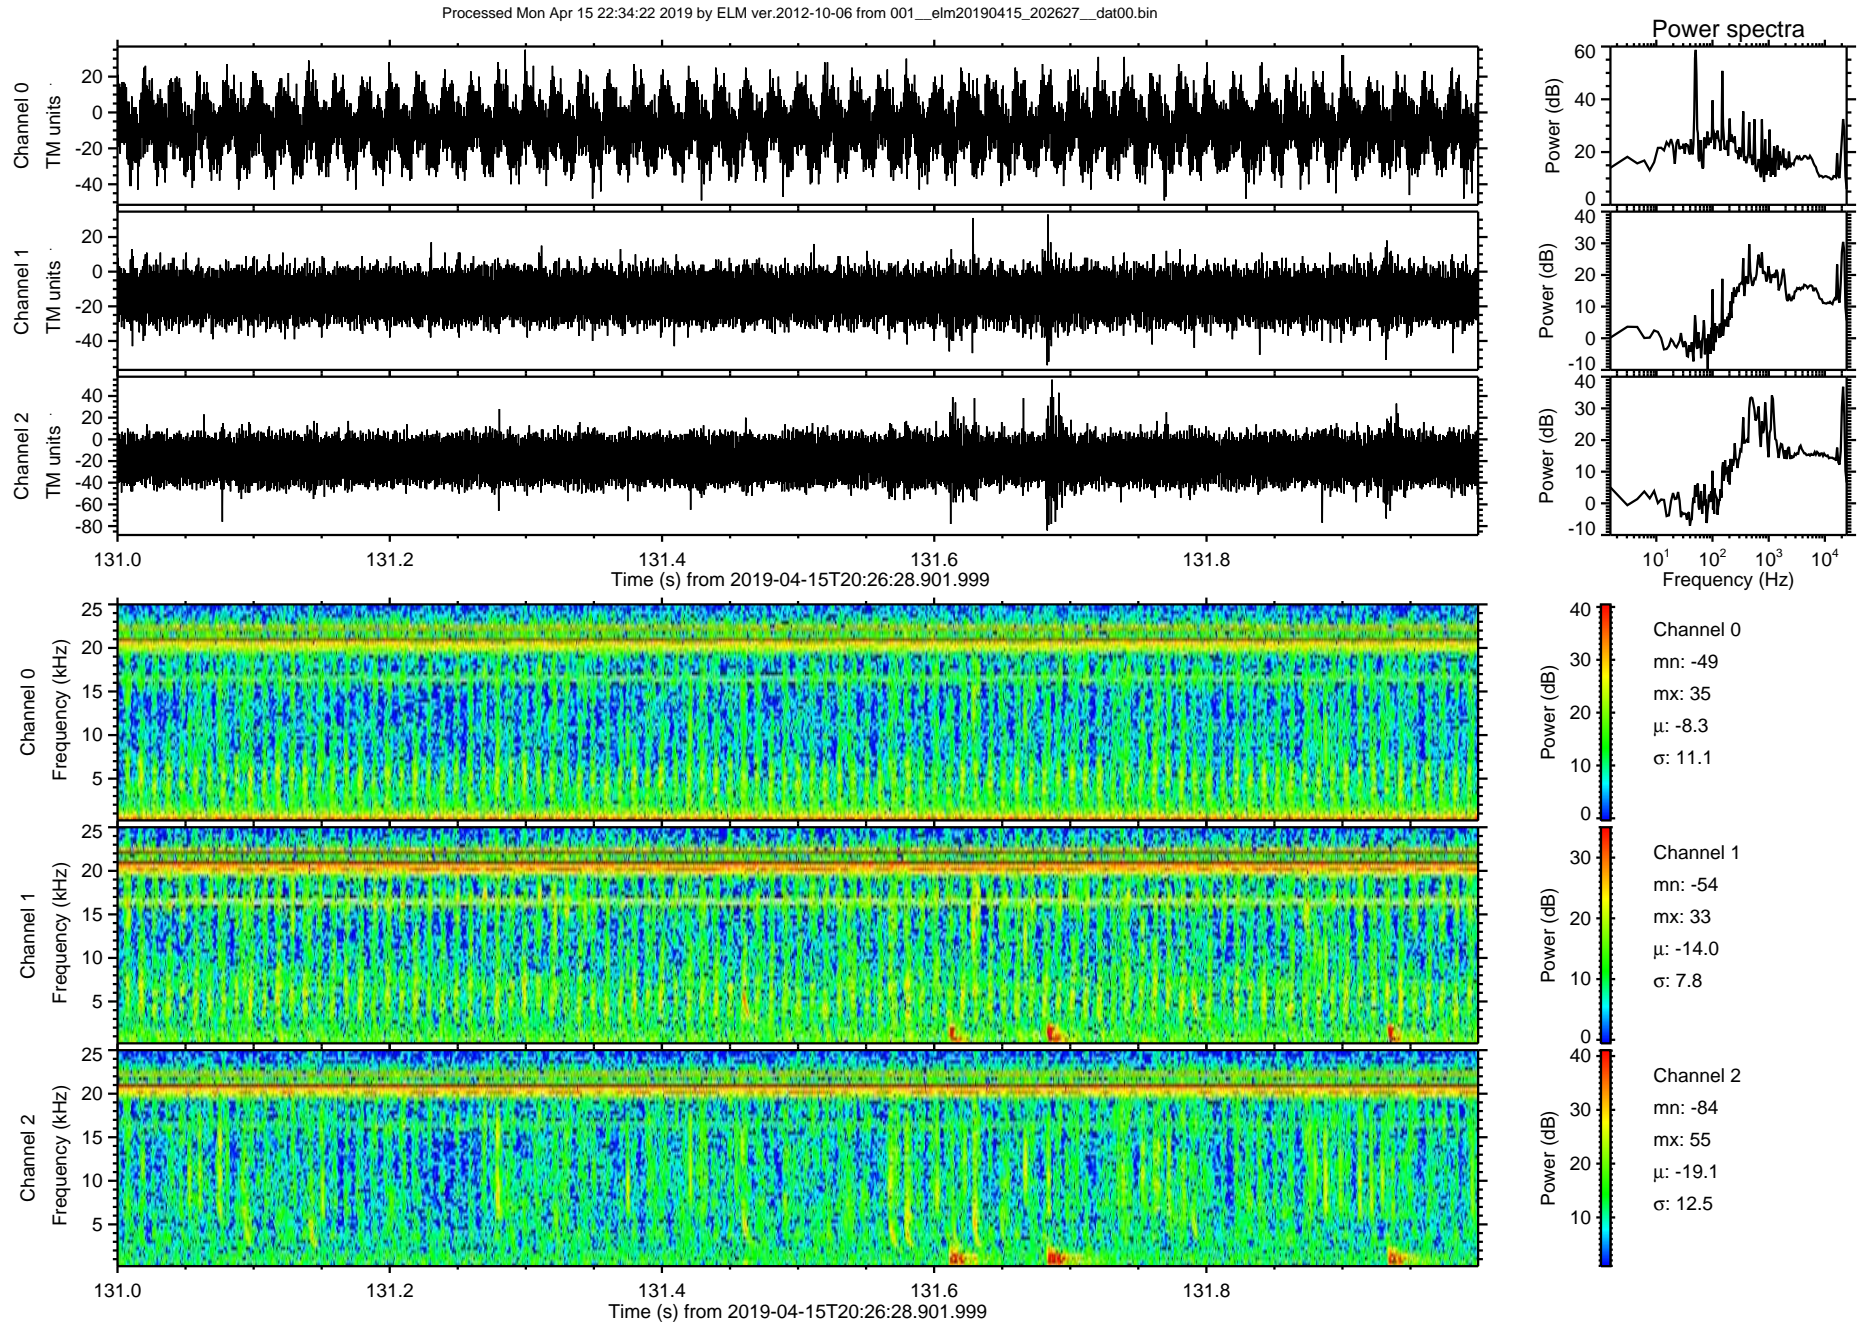 Processed Mon Apr 15 22:34:22 2019 by ELM ver.2012-10-06 from 001__elm20190415_202627__dat00.bin
Power spectra
Channel 0
TM units
20
0
-20
-40
Power (dB)
60
40
20
0
Channel 1
TM units
20
0
-20
-40
Power (dB)
40
30
20
10
0
-10
Channel 2
TM units
40
20
0
-20
-40
-60
-80
Power (dB)
40
30
20
10
0
-10
131.0 131.2 131.4 131.6 131.8
Time (s) from 2019-04-15T20:26:28.901.999
10^1 10^2 10^3 10^4
Frequency (Hz)
Channel 0
Frequency (kHz)
25
20
15
10
5
Power (dB)
40
30
20
10
0
Channel 0
mn: -49
mx: 35
μ: -8.3
σ: 11.1
Channel 1
Frequency (kHz)
25
20
15
10
5
Power (dB)
30
20
10
0
Channel 1
mn: -54
mx: 33
μ: -14.0
σ: 7.8
Channel 2
Frequency (kHz)
25
20
15
10
5
Power (dB)
40
30
20
10
Channel 2
mn: -84
mx: 55
μ: -19.1
σ: 12.5
131.0 131.2 131.4 131.6 131.8
Time (s) from 2019-04-15T20:26:28.901.999